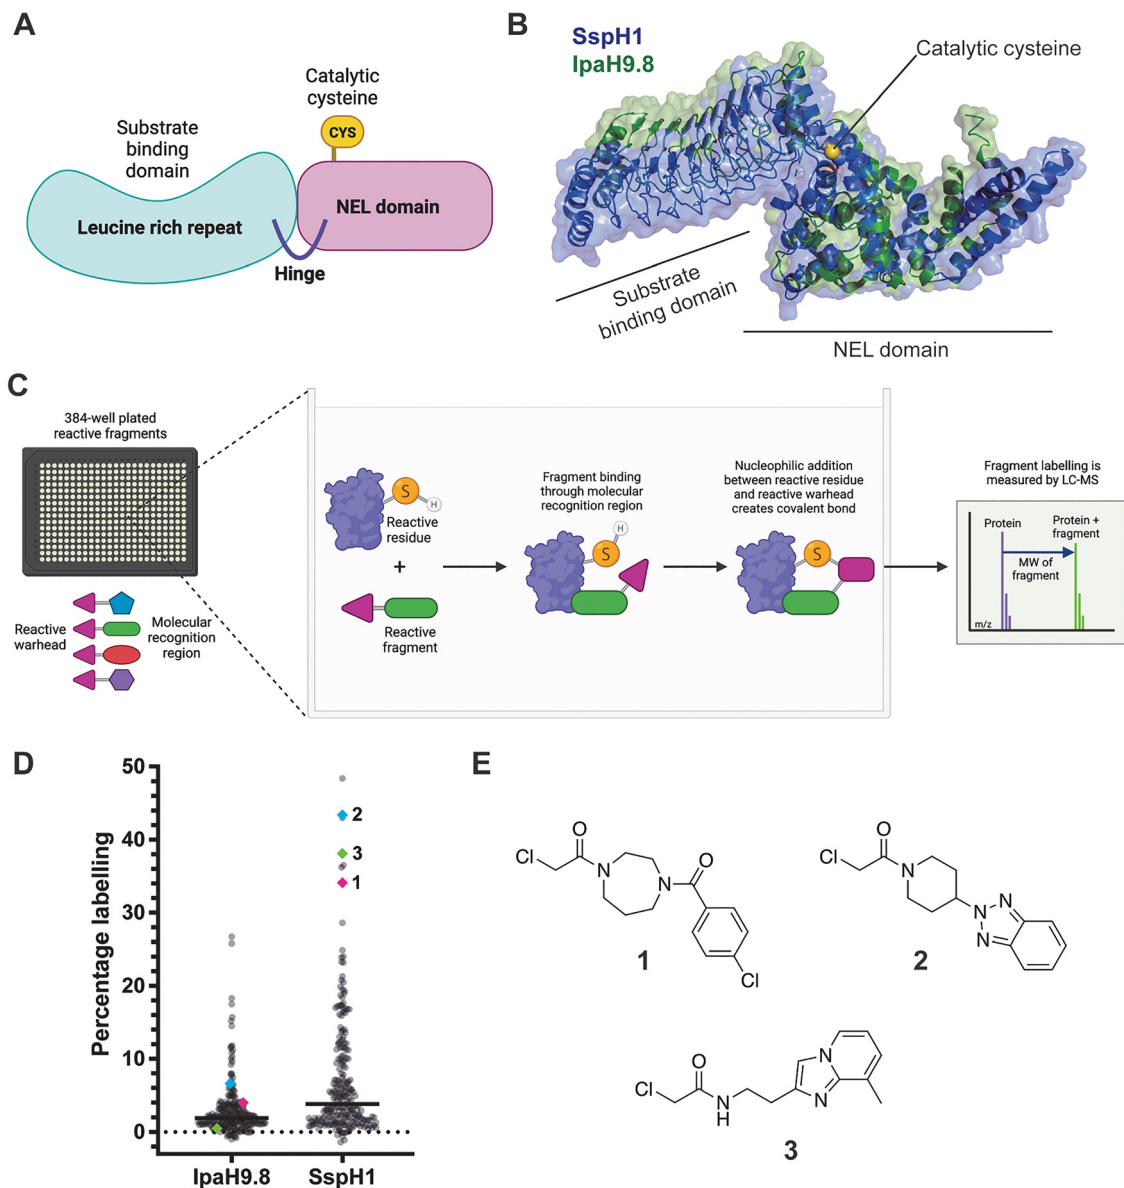 A
Catalytic
cysteine
CYS
Substrate
binding
domain
Leucine rich repeat
NEL domain
Hinge
B
SspH1
IpaH9.8
Catalytic cysteine
Substrate
binding domain
NEL domain
C
384-well plated
reactive fragments
Reactive
warhead
Molecular
recognition
region
S
H
Reactive
residue
+
Reactive
fragment
Fragment binding
through molecular
recognition region
H
S
Nucleophilic addition
between reactive residue
and reactive warhead
creates covalent bond
S
Fragment labelling is
measured by LC-MS
Protein
Protein +
fragment
MW of
fragment
m/z
D
Percentage labelling
50
40
30
20
10
0
2
3
1
IpaH9.8
SspH1
E
O
Cl
N
N
O
Cl
1
O
Cl
N
N
N
N
2
O
Cl
N
H
N
N
3